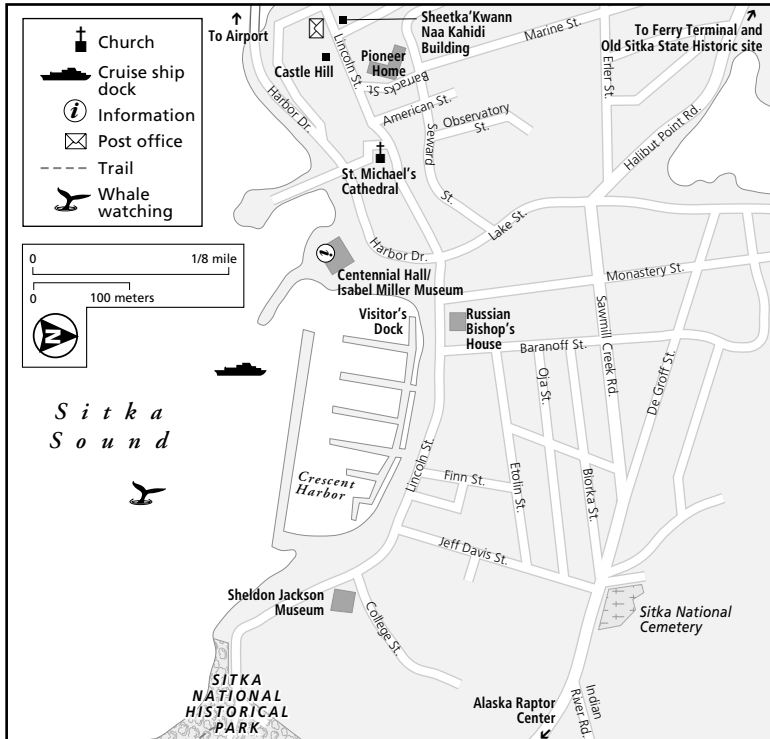 Church
Cruise ship
dock
Information
Post office
Trail
Whale
watching
0
1/8 mile
0
100 meters
N
To Airport
Sheetka'Kwann
Naa Kahidi
Building
Castle Hill
Pioneer
Home
Lincoln St.
Harbor Dr.
Barracks St.
American St.
Observatory
St.
Seward
St.
Marine St.
Erler St.
To Ferry Terminal and
Old Sitka State Historic site
Halibut Point Rd.
St. Michael's
Cathedral
Lake St.
Harbor Dr.
i
Centennial Hall/
Isabel Miller Museum
Monastery St.
Visitor's
Dock
Russian
Bishop's
House
Baranoff St.
Sawmill Creek Rd.
De Groff St.
Oja St.
Sitka
Sound
Crescent
Harbor
Lincoln St.
Finn St.
Etolin St.
Biorka St.
Jeff Davis St.
Sheldon Jackson
Museum
College St.
Sitka National
Cemetery
SITKA
NATIONAL
HISTORICAL
PARK
Alaska Raptor
Center
Indian
River Rd.